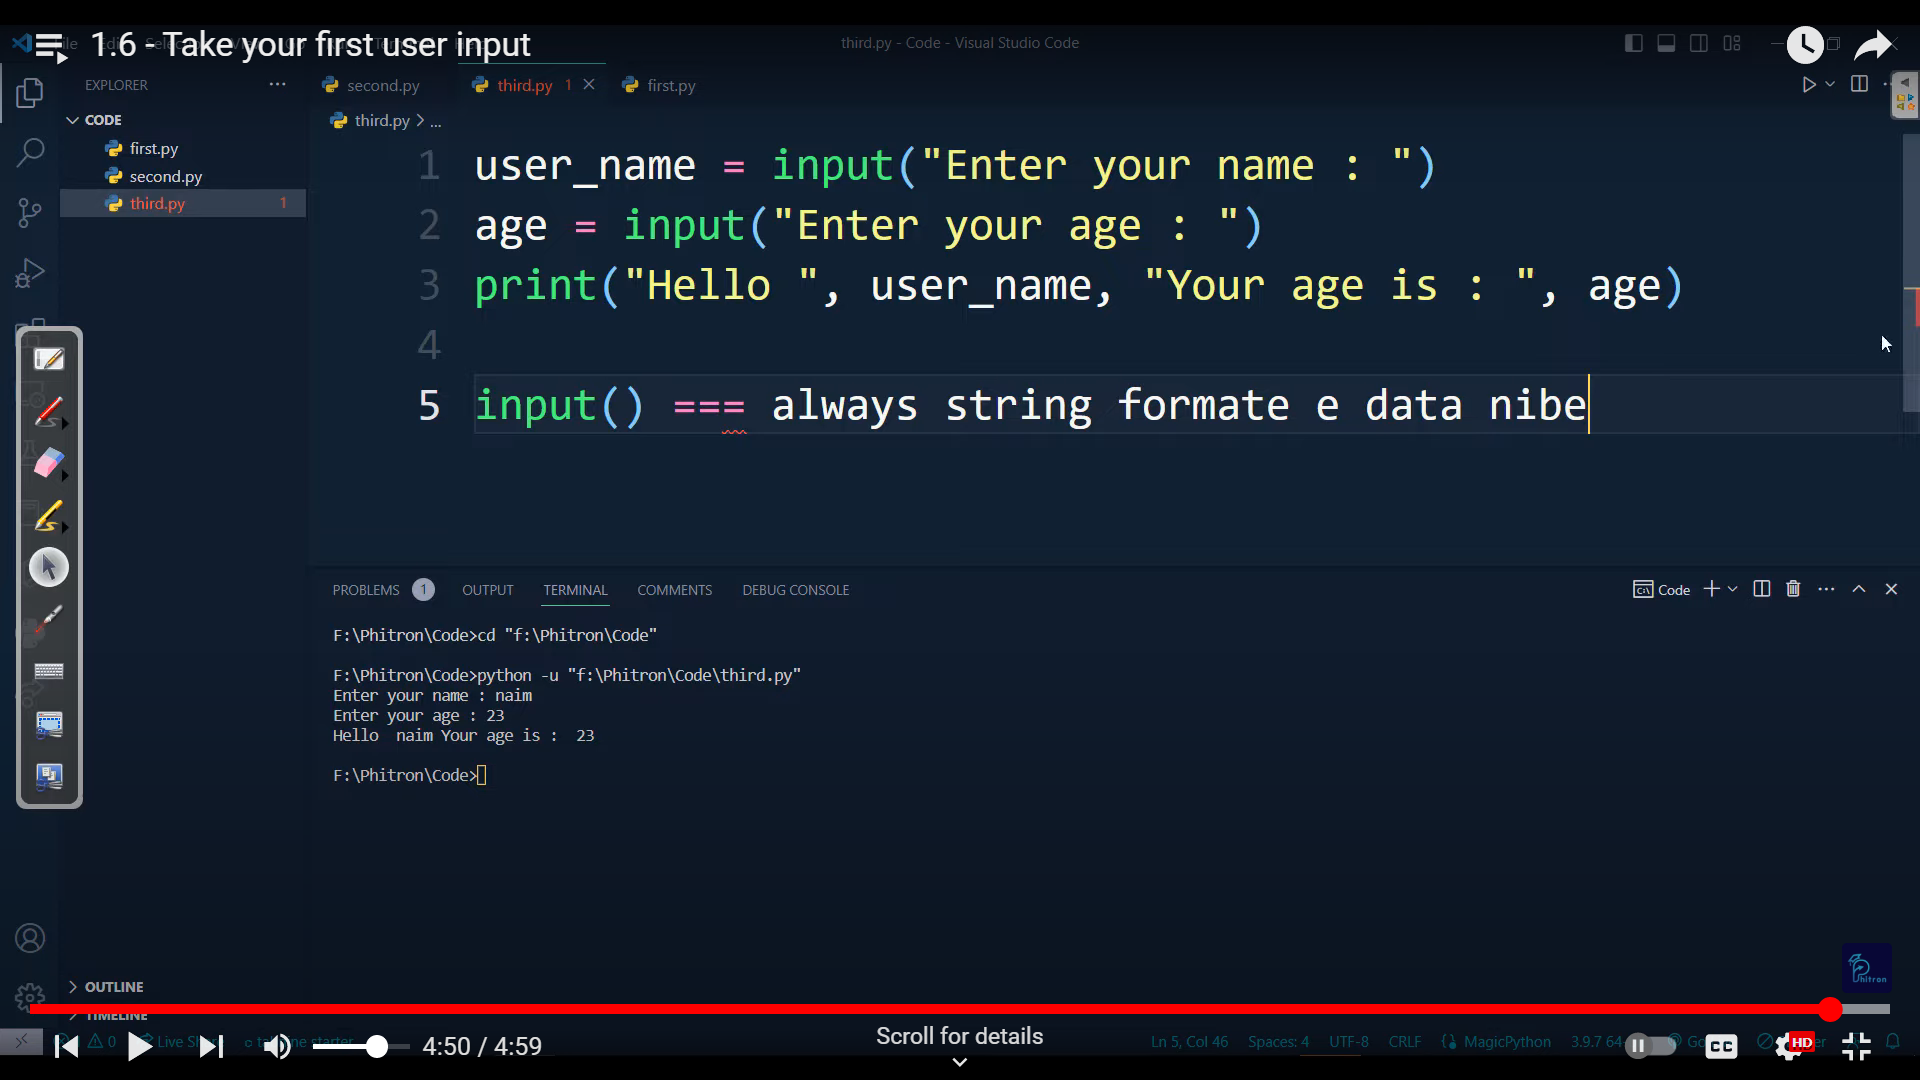 1.6 - Take your first user input
third.py - Code - Visual Studio Code
EXPLORER
second.py
third.py 1
first.py
CODE
third.py > ...
first.py
second.py
third.py 1
1 user_name = input("Enter your name : ")
2 age = input("Enter your age : ")
3 print("Hello ", user_name, "Your age is : ", age)
4
5 input() === always string formate e data nibe
PROBLEMS 1 OUTPUT TERMINAL COMMENTS DEBUG CONSOLE
Code
F:\Phitron\Code>cd "f:\Phitron\Code"
F:\Phitron\Code>python -u "f:\Phitron\Code\third.py"
Enter your name : naim
Enter your age : 23
Hello  naim Your age is :  23
F:\Phitron\Code>
Phitron
OUTLINE
TIMELINE
4:50 / 4:59
Scroll for details
Ln 5, Col 46 Spaces: 4 UTF-8 CRLF MagicPython 3.9.7 64
CC
HD